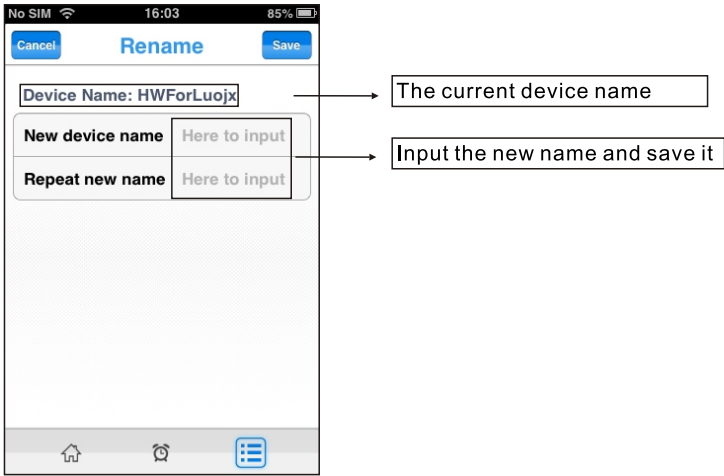 No SIM 16:03 85%
Cancel Rename Save
Device Name: HWForLuojx
The current device name
New device name Here to input
Input the new name and save it
Repeat new name Here to input